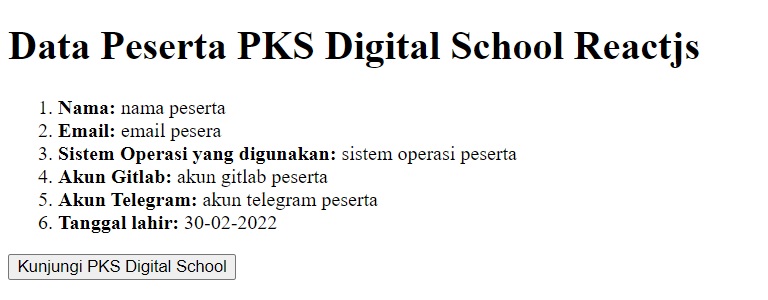 Data Peserta PKS Digital School Reactjs
1. Nama: nama peserta
2. Email: email pesera
3. Sistem Operasi yang digunakan: sistem operasi peserta
4. Akun Gitlab: akun gitlab peserta
5. Akun Telegram: akun telegram peserta
6. Tanggal lahir: 30-02-2022
Kunjungi PKS Digital School